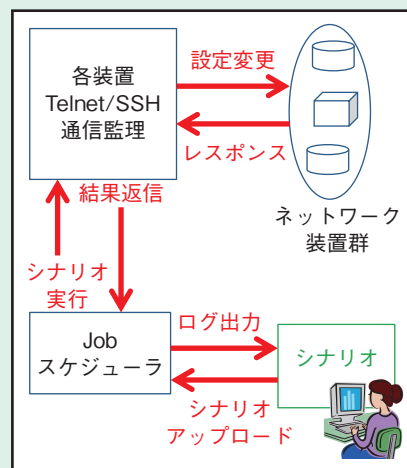 各装置
Telnet/SSH
通信監理
設定変更
レスポンス
ネットワーク
装置群
結果返信
シナリオ
実行
Job
スケジューラ
ログ出力
シナリオ
シナリオ
アップロード